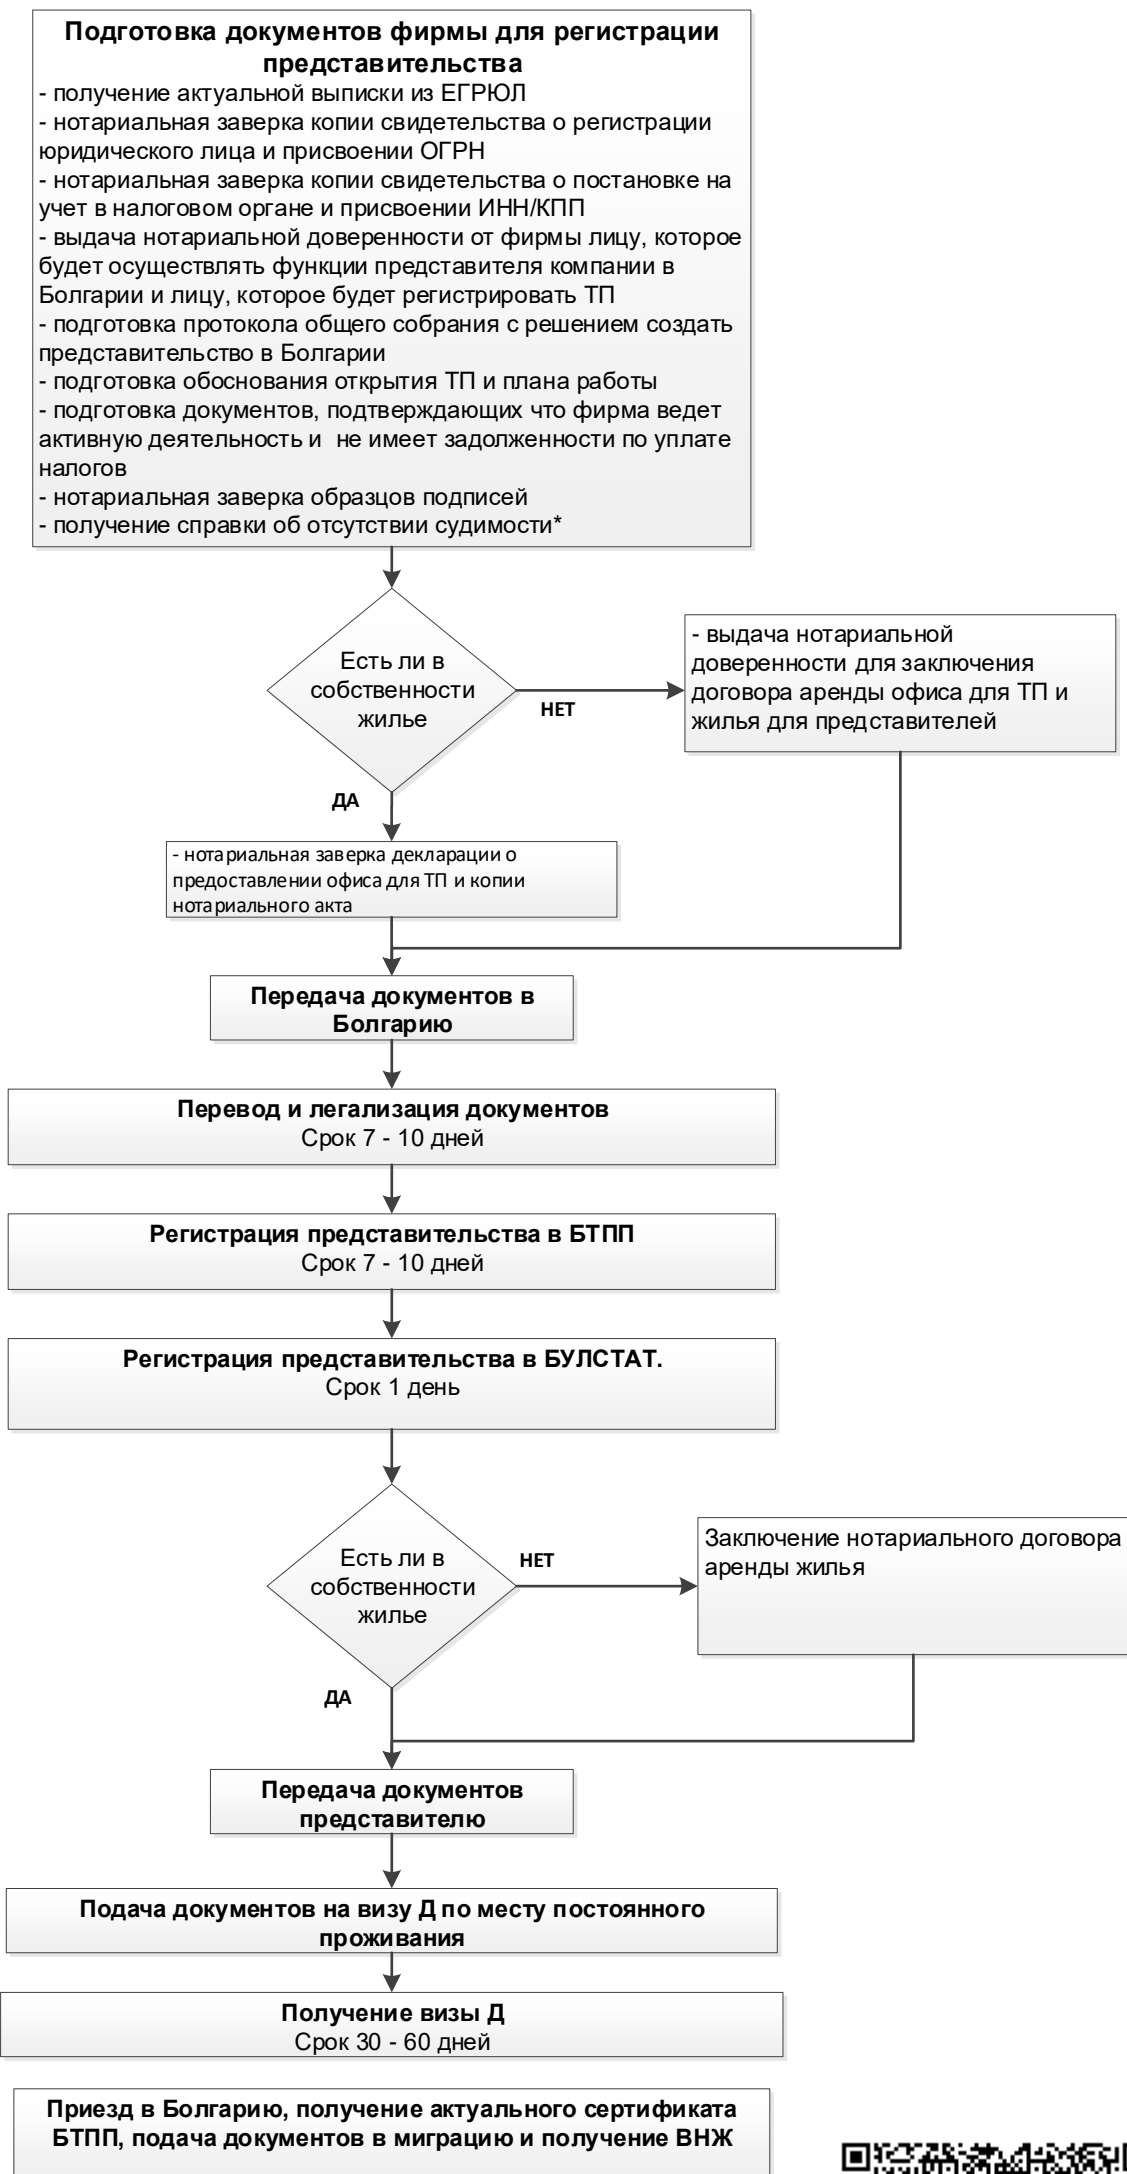 Подготовка документов фирмы для регистрации
представительства
- получение актуальной выписки из ЕГРЮЛ
- нотариальная заверка копии свидетельства о регистрации
юридического лица и присвоении ОГРН
- нотариальная заверка копии свидетельства о постановке на
учет в налоговом органе и присвоении ИНН/КПП
- выдача нотариальной доверенности от фирмы лицу, которое
будет осуществлять функции представителя компании в
Болгарии и лицу, которое будет регистрировать ТП
- подготовка протокола общего собрания с решением создать
представительство в Болгарии
- подготовка обоснования открытия ТП и плана работы
- подготовка документов, подтверждающих что фирма ведет
активную деятельность и  не имеет задолженности по уплате
налогов
- нотариальная заверка образцов подписей
- получение справки об отсутствии судимости*
Есть ли в
собственности
жилье
НЕТ
- выдача нотариальной
доверенности для заключения
договора аренды офиса для ТП и
жилья для представителей
ДА
- нотариальная заверка декларации о
предоставлении офиса для ТП и копии
нотариального акта
Передача документов в
Болгарию
Перевод и легализация документов
Срок 7 - 10 дней
Регистрация представительства в БТПП
Срок 7 - 10 дней
Регистрация представительства в БУЛСТАТ.
Срок 1 день
Есть ли в
собственности
жилье
НЕТ
Заключение нотариального договора
аренды жилья
ДА
Передача документов
представителю
Подача документов на визу Д по месту постоянного
проживания
Получение визы Д
Срок 30 - 60 дней
Приезд в Болгарию, получение актуального сертификата
БТПП, подача документов в миграцию и получение ВНЖ